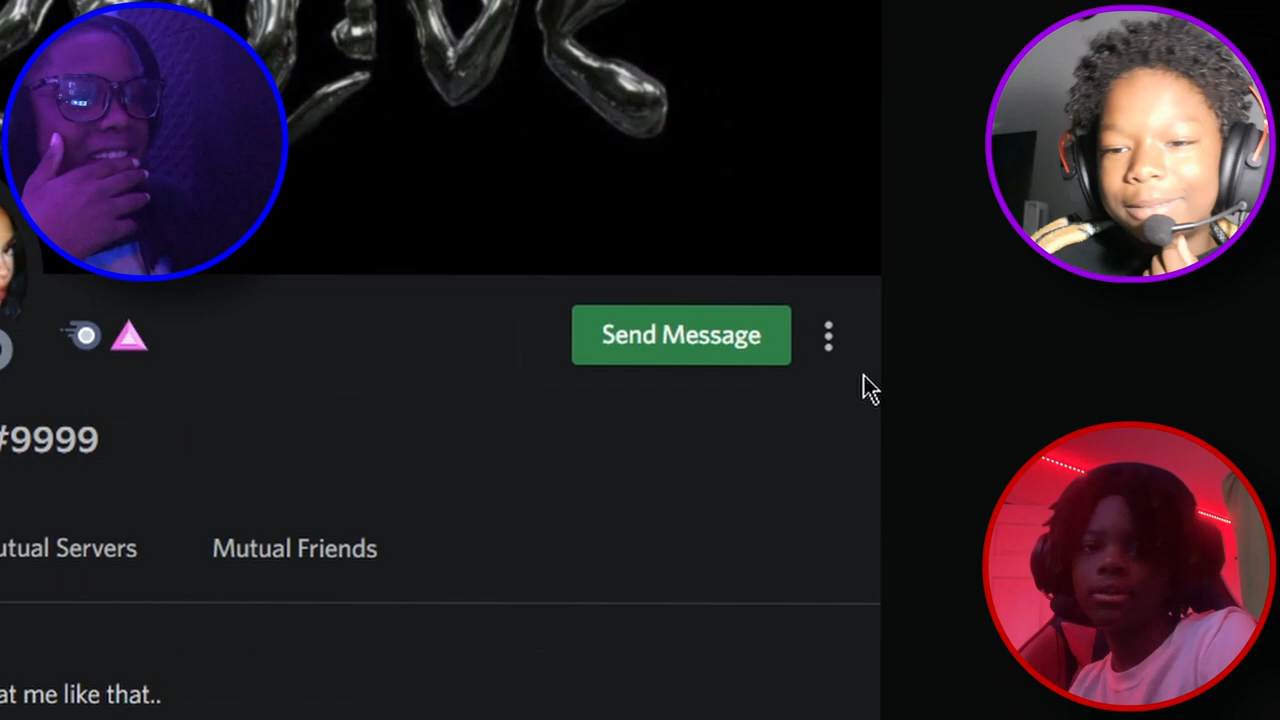 Send Message
#9999
utual Servers
Mutual Friends
at me like that..